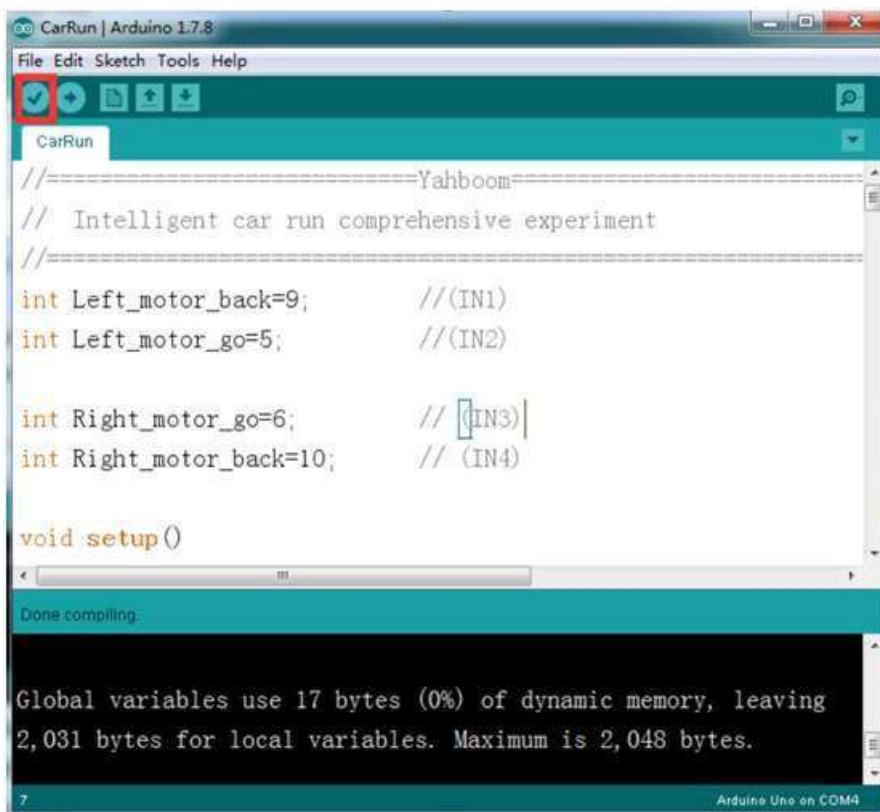 CarRun | Arduino 1.7.8
File Edit Sketch Tools Help
CarRun
//============================Yahboom===========================
//  Intelligent car run comprehensive experiment
//==============================================================
int Left_motor_back=9;        //(IN1)
int Left_motor_go=5;          //(IN2)
int Right_motor_go=6;         // (IN3)
int Right_motor_back=10;      // (IN4)
void setup()
Done compiling.
Global variables use 17 bytes (0%) of dynamic memory, leaving
2,031 bytes for local variables. Maximum is 2,048 bytes.
7 Arduino Uno on COM4